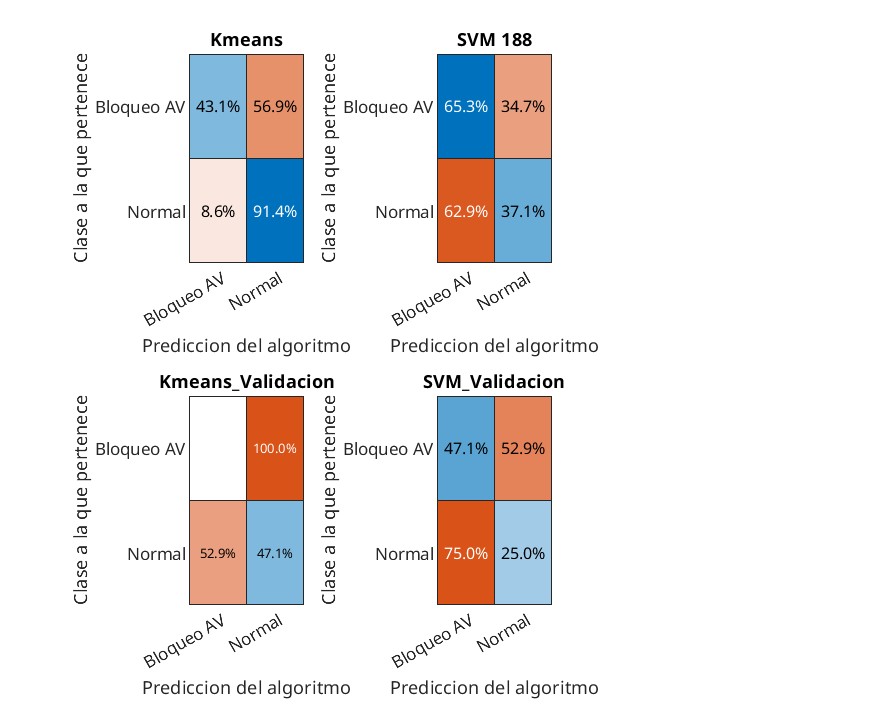 Kmeans
Clase a la que pertenece
Bloqueo AV
43.1% 56.9%
Normal
8.6% 91.4%
Bloqueo AV
Normal
Prediccion del algoritmo
SVM 188
Clase a la que pertenece
Bloqueo AV
65.3% 34.7%
Normal
62.9% 37.1%
Bloqueo AV
Normal
Prediccion del algoritmo
Kmeans_Validacion
Clase a la que pertenece
Bloqueo AV
100.0%
Normal
52.9% 47.1%
Bloqueo AV
Normal
Prediccion del algoritmo
SVM_Validacion
Clase a la que pertenece
Bloqueo AV
47.1% 52.9%
Normal
75.0% 25.0%
Bloqueo AV
Normal
Prediccion del algoritmo